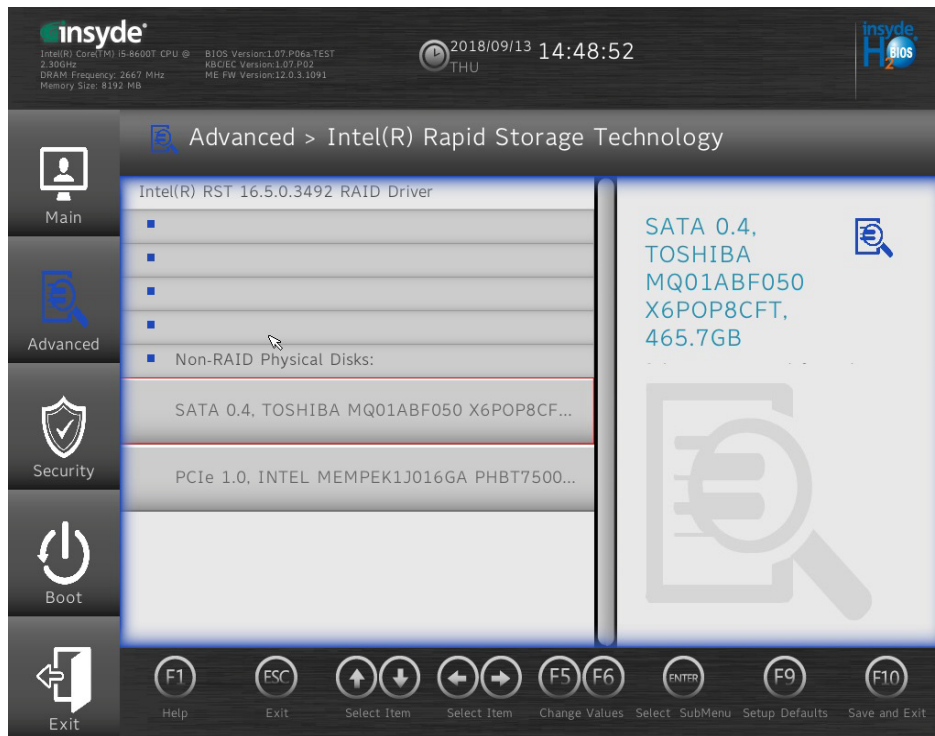 insyde
Intel(R) Core(TM) i5-8600T CPU @
2.30GHz
DRAM Frequency: 2667 MHz
Memory Size: 8192 MB
BIOS Version:1.07.P06a-TEST
KBC/EC Version:1.07.P02
ME FW Version:12.0.3.1091
2018/09/13 14:48:52
THU
insyde
H2O
BIOS
Advanced > Intel(R) Rapid Storage Technology
Main
Advanced
Security
Boot
Exit
Intel(R) RST 16.5.0.3492 RAID Driver
Non-RAID Physical Disks:
SATA 0.4, TOSHIBA MQ01ABF050 X6POP8CF...
PCIe 1.0, INTEL MEMPEK1J016GA PHBT7500...
SATA 0.4,
TOSHIBA
MQ01ABF050
X6POP8CFT,
465.7GB
F1
Help
ESC
Exit
Select Item
Select Item
F5 F6
Change Values
ENTER
Select SubMenu
F9
Setup Defaults
F10
Save and Exit